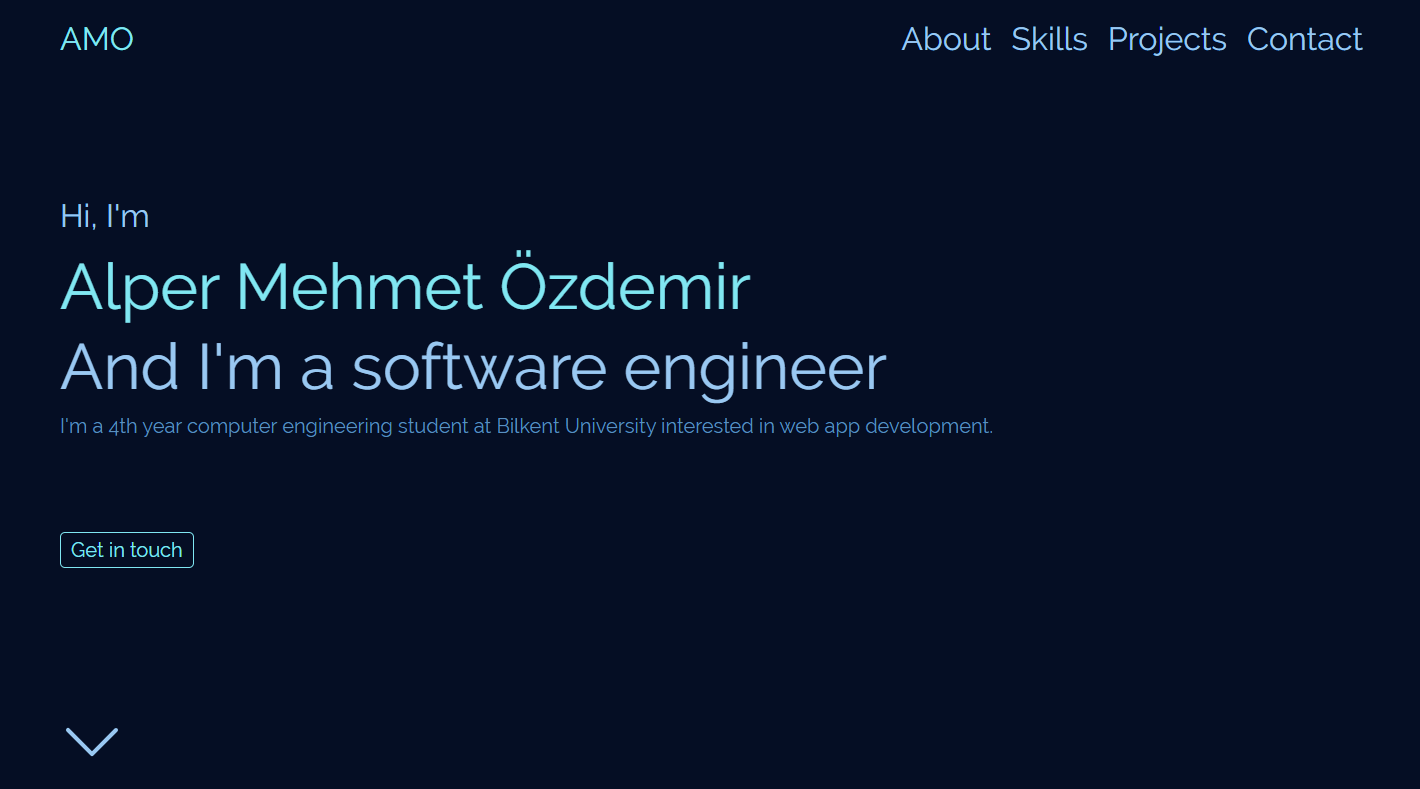 AMO
About Skills Projects Contact
Hi, I'm
Alper Mehmet Özdemir
And I'm a software engineer
I'm a 4th year computer engineering student at Bilkent University interested in web app development.
Get in touch